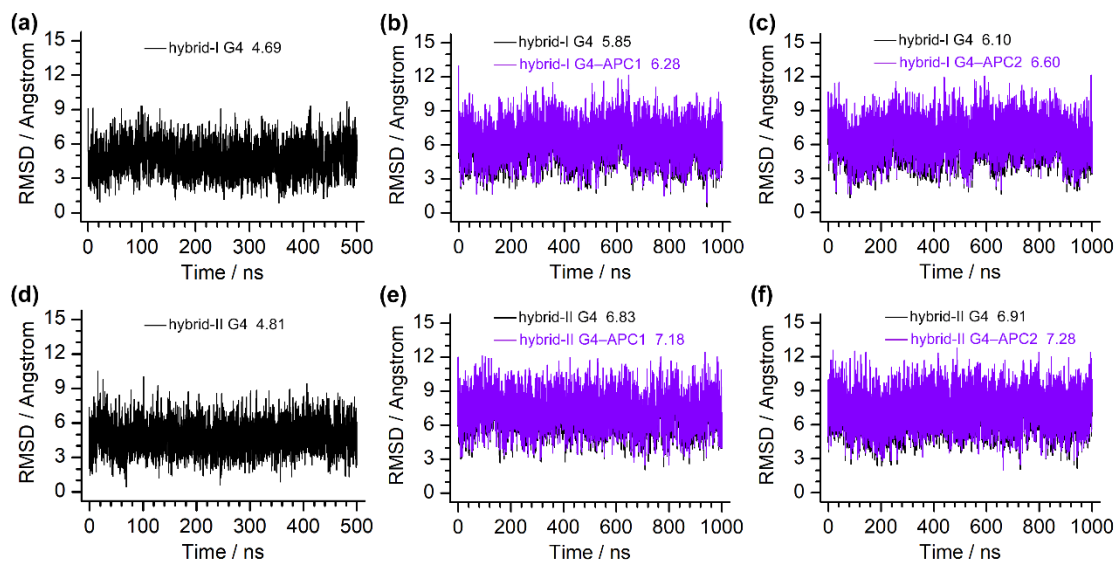 (a)
hybrid-I G4 4.69
15
12
9
6
3
0
RMSD / Angstrom
0 100 200 300 400 500
Time / ns
(b)
hybrid-I G4 5.85
hybrid-I G4–APC1 6.28
15
12
9
6
3
0
RMSD / Angstrom
0 200 400 600 800 1000
Time / ns
(c)
hybrid-I G4 6.10
hybrid-I G4–APC2 6.60
15
12
9
6
3
0
RMSD / Angstrom
0 200 400 600 800 1000
Time / ns
(d)
hybrid-II G4 4.81
15
12
9
6
3
0
RMSD / Angstrom
0 100 200 300 400 500
Time / ns
(e)
hybrid-II G4 6.83
hybrid-II G4–APC1 7.18
15
12
9
6
3
0
RMSD / Angstrom
0 200 400 600 800 1000
Time / ns
(f)
hybrid-II G4 6.91
hybrid-II G4–APC2 7.28
15
12
9
6
3
0
RMSD / Angstrom
0 200 400 600 800 1000
Time / ns